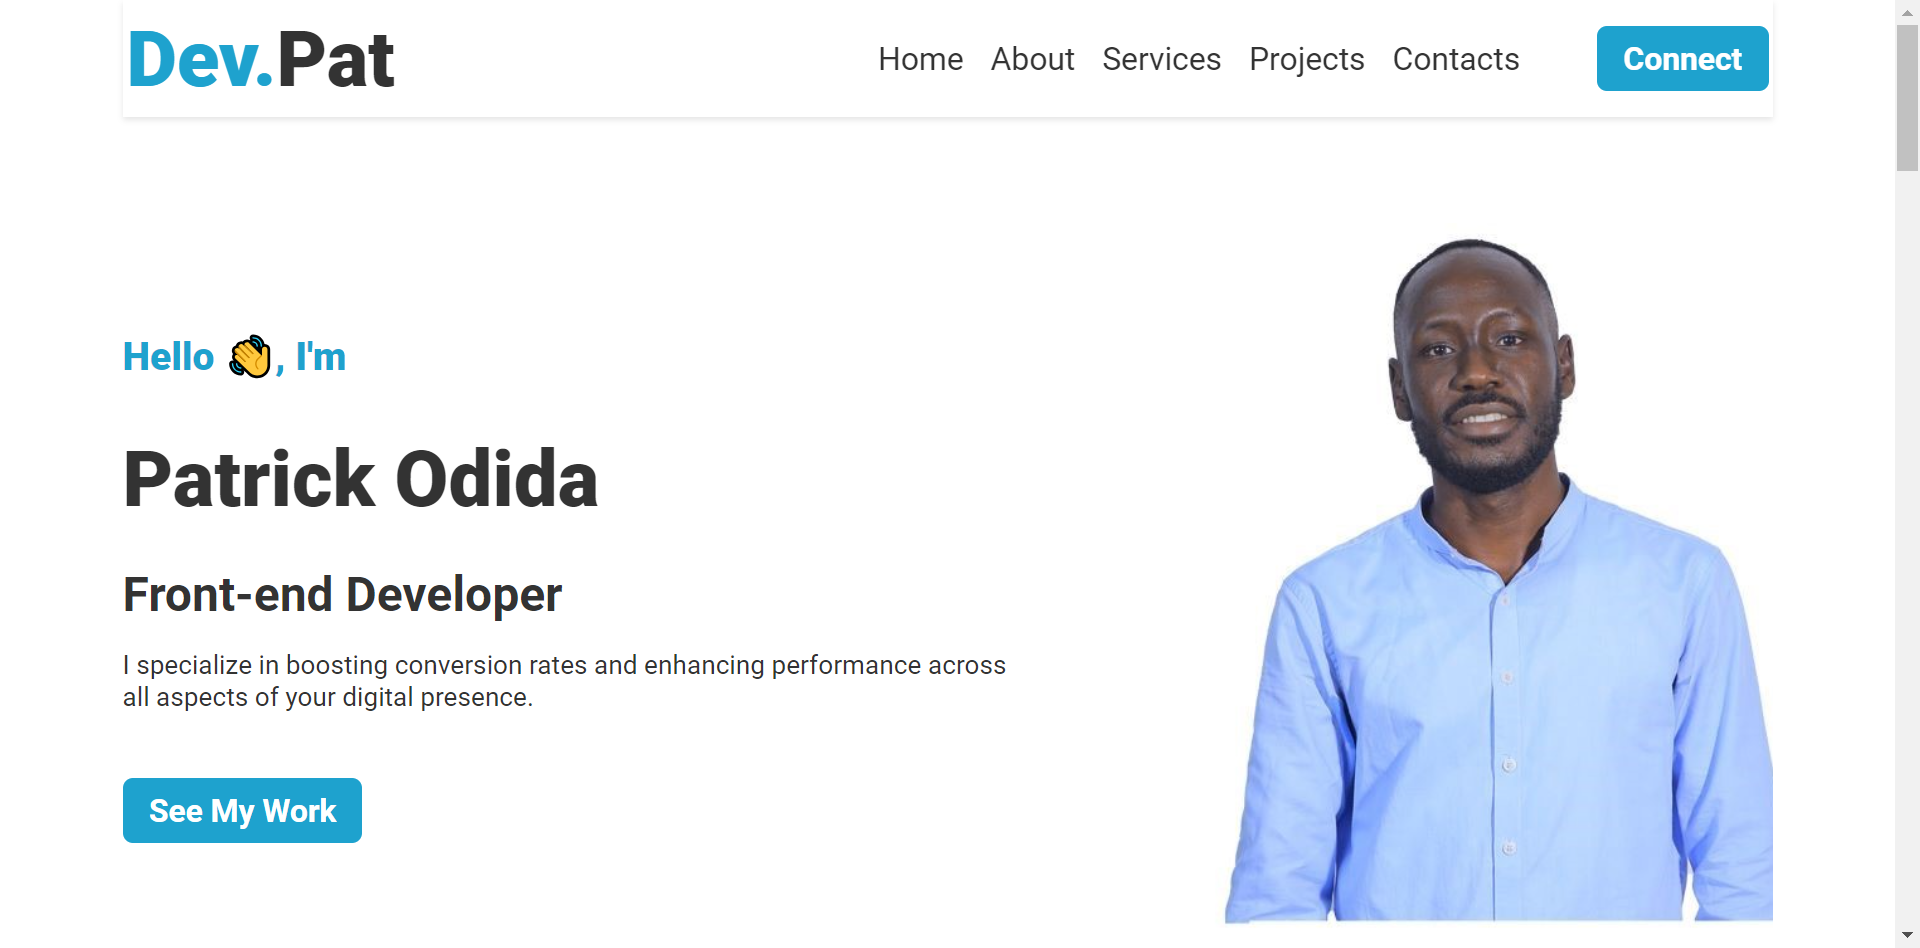 Dev.Pat
Home About Services Projects Contacts Connect
Hello 👋, I'm
Patrick Odida
Front-end Developer
I specialize in boosting conversion rates and enhancing performance across
all aspects of your digital presence.
See My Work